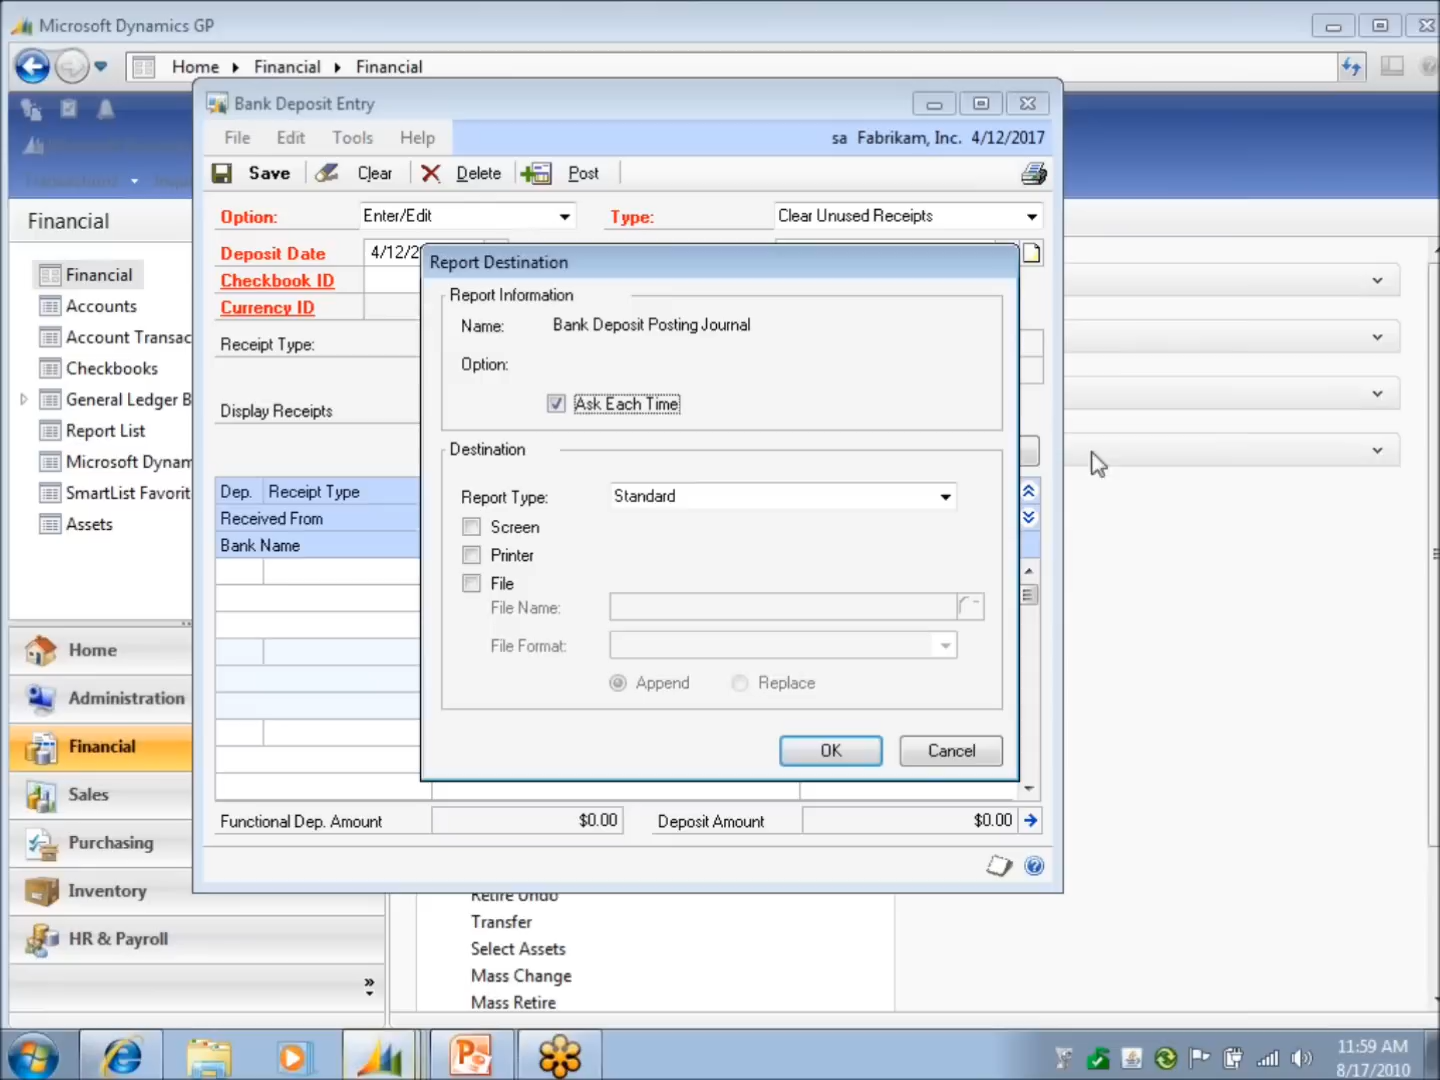 Microsoft Dynamics GP
Home
Financial
Financial
Bank Deposit Entry
File Edit Tools Help
sa Fabrikam, Inc. 4/12/2017
Save Clear Delete Post
Option: Enter/Edit
Type: Clear Unused Receipts
Deposit Date 4/12/2
Checkbook ID
Currency ID
Receipt Type:
Display Receipts
Dep. Receipt Type
Received From
Bank Name
Functional Dep. Amount $0.00
Deposit Amount $0.00
Report Destination
Report Information
Name: Bank Deposit Posting Journal
Option:
Ask Each Time
Destination
Report Type: Standard
Screen
Printer
File
File Name:
File Format:
Append Replace
OK Cancel
Financial
Financial
Accounts
Account Transac
Checkbooks
General Ledger B
Report List
Microsoft Dynam
SmartList Favorit
Assets
Home
Administration
Financial
Sales
Purchasing
Inventory
HR & Payroll
Retire Undo
Transfer
Select Assets
Mass Change
Mass Retire
11:59 AM
8/17/2010